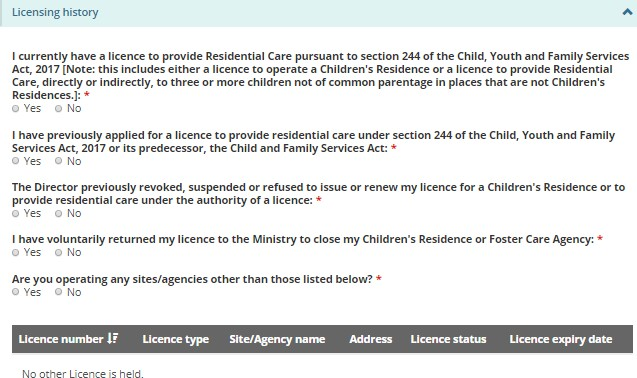 Licensing history
I currently have a licence to provide Residential Care pursuant to section 244 of the Child, Youth and Family Services
Act, 2017 [Note: this includes either a licence to operate a Children's Residence or a licence to provide Residential
Care, directly or indirectly, to three or more children not of common parentage in places that are not Children's
Residences.]: *
Yes No
I have previously applied for a licence to provide residential care under section 244 of the Child, Youth and Family
Services Act, 2017 or its predecessor, the Child and Family Services Act: *
Yes No
The Director previously revoked, suspended or refused to issue or renew my licence for a Children's Residence or to
provide residential care under the authority of a licence: *
Yes No
I have voluntarily returned my licence to the Ministry to close my Children's Residence or Foster Care Agency: *
Yes No
Are you operating any sites/agencies other than those listed below? *
Yes No
Licence number Licence type Site/Agency name Address Licence status Licence expiry date
No other Licence is held.